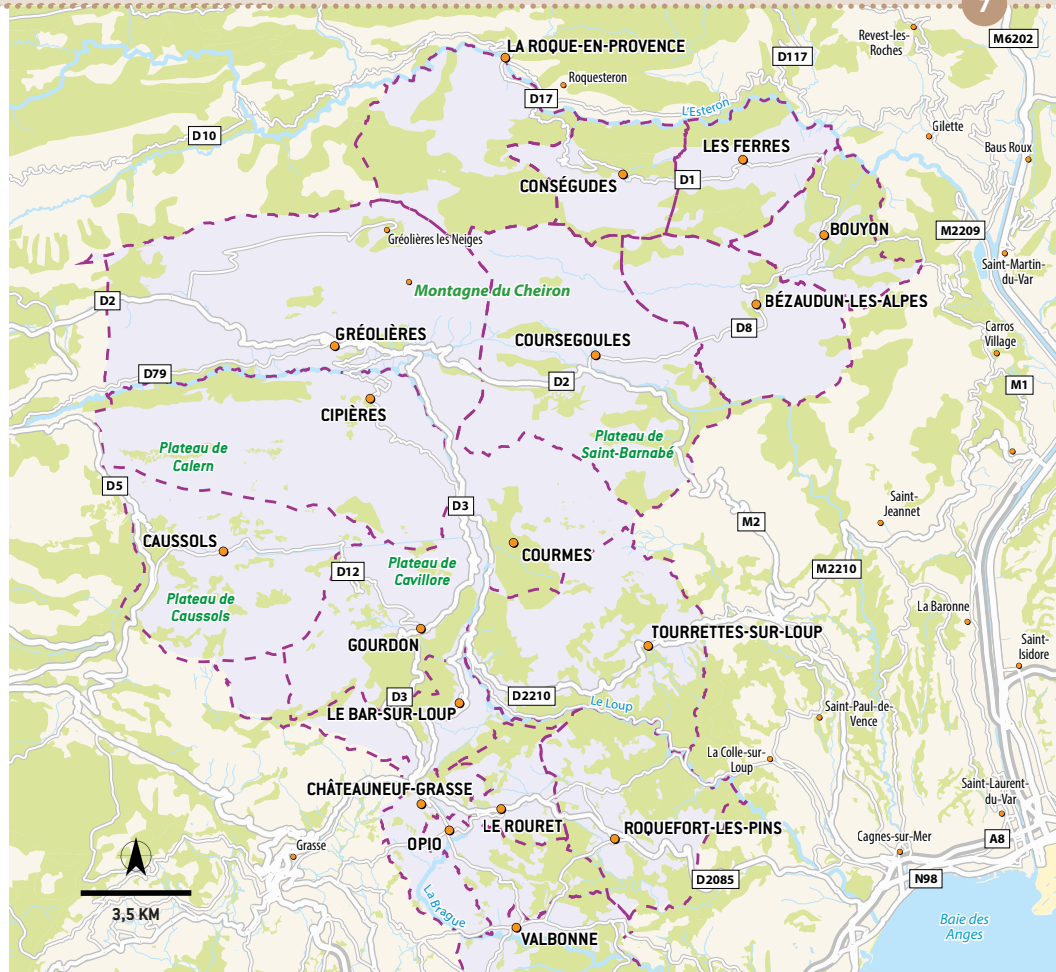 7
LA ROQUE-EN-PROVENCE
Revest-les-
Roches
M6202
D117
Roquesteron
D17
L'Esteron
D10
Gilette
LES FERRES
Baus Roux
CONSÉGUDES
D1
BOUYON
M2209
Gréolières les Neiges
Saint-Martin-
du-Var
Montagne du Cheiron
D2
BÉZAUDUN-LES-ALPES
GRÉOLIÈRES
COURSEGOULES
D8
Carros
Village
D79
D2
M1
CIPIÈRES
Plateau de
Calern
Plateau de
Saint-Barnabé
D5
D3
Saint-
Jeannet
M2
CAUSSOLS
COURMES
D12
Plateau de
Cavillore
M2210
Plateau de
Caussols
La Baronne
GOURDON
TOURRETTES-SUR-LOUP
Saint-
Isidore
D3
D2210
Le Loup
LE BAR-SUR-LOUP
Saint-Paul-de-
Vence
La Colle-sur-
Loup
CHÂTEAUNEUF-GRASSE
Saint-Laurent-
du-Var
LE ROURET
ROQUEFORT-LES-PINS
OPIO
Cagnes-sur-Mer
A8
Grasse
D2085
N98
La Brague
3,5 KM
Baie des
Anges
VALBONNE